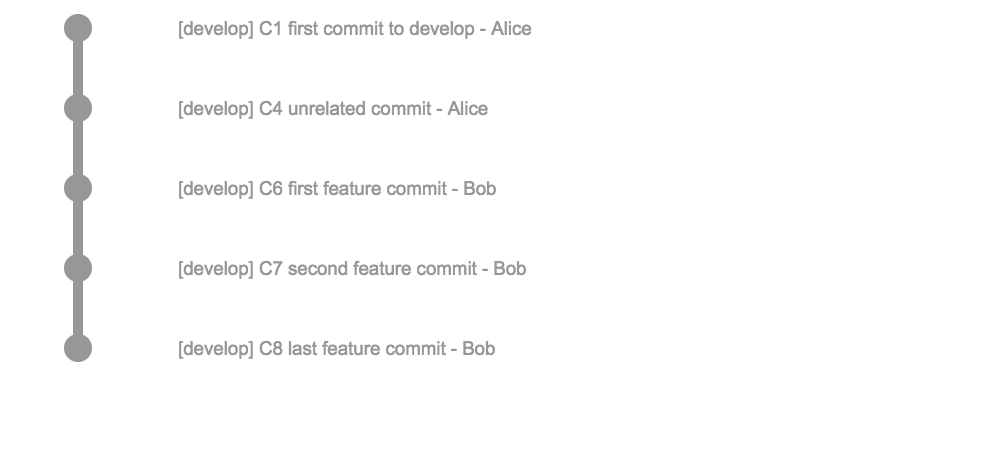 [develop] C1 first commit to develop - Alice
[develop] C4 unrelated commit - Alice
[develop] C6 first feature commit - Bob
[develop] C7 second feature commit - Bob
[develop] C8 last feature commit - Bob